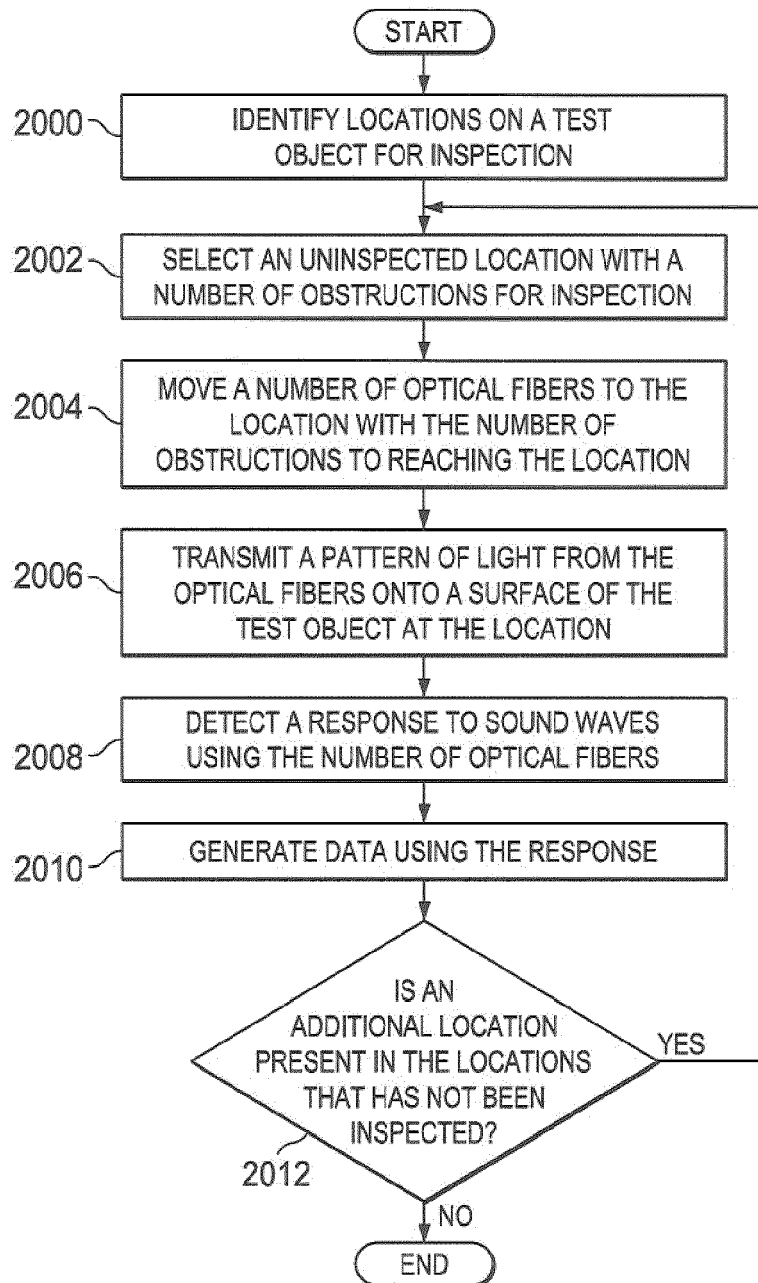 START
2000
IDENTIFY LOCATIONS ON A TEST
OBJECT FOR INSPECTION
2002
SELECT AN UNINSPECTED LOCATION WITH A
NUMBER OF OBSTRUCTIONS FOR INSPECTION
2004
MOVE A NUMBER OF OPTICAL FIBERS TO THE
LOCATION WITH THE NUMBER OF
OBSTRUCTIONS TO REACHING THE LOCATION
2006
TRANSMIT A PATTERN OF LIGHT FROM THE
OPTICAL FIBERS ONTO A SURFACE OF THE
TEST OBJECT AT THE LOCATION
2008
DETECT A RESPONSE TO SOUND WAVES
USING THE NUMBER OF OPTICAL FIBERS
2010
GENERATE DATA USING THE RESPONSE
IS AN
ADDITIONAL LOCATION
PRESENT IN THE LOCATIONS
THAT HAS NOT BEEN
INSPECTED?
YES
2012
NO
END